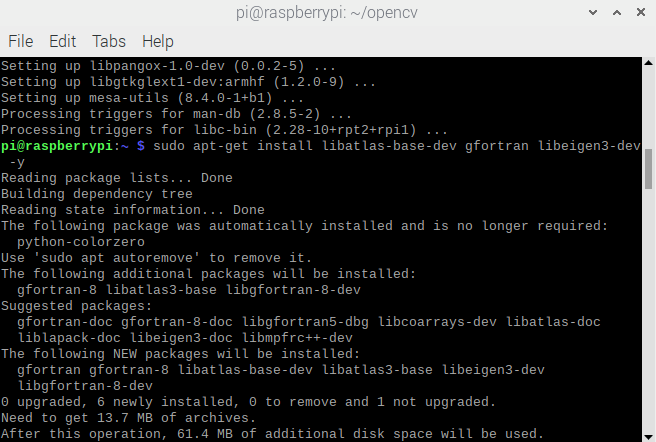 pi@raspberrypi: ~/opencv
File Edit Tabs Help
Setting up libpangox-1.0-dev (0.0.2-5) ...
Setting up libgtkglext1-dev:armhf (1.2.0-9) ...
Setting up mesa-utils (8.4.0-1+b1) ...
Processing triggers for man-db (2.8.5-2) ...
Processing triggers for libc-bin (2.28-10+rpt2+rpi1) ...
pi@raspberrypi:~ $ sudo apt-get install libatlas-base-dev gfortran libeigen3-dev
-y
Reading package lists... Done
Building dependency tree
Reading state information... Done
The following package was automatically installed and is no longer required:
python-colorzero
Use 'sudo apt autoremove' to remove it.
The following additional packages will be installed:
gfortran-8 libatlas3-base libgfortran-8-dev
Suggested packages:
gfortran-doc gfortran-8-doc libgfortran5-dbg libcoarrays-dev libatlas-doc
liblapack-doc libeigen3-doc libmpfrc++-dev
The following NEW packages will be installed:
gfortran gfortran-8 libatlas-base-dev libatlas3-base libeigen3-dev
libgfortran-8-dev
0 upgraded, 6 newly installed, 0 to remove and 1 not upgraded.
Need to get 13.7 MB of archives.
After this operation, 61.4 MB of additional disk space will be used.